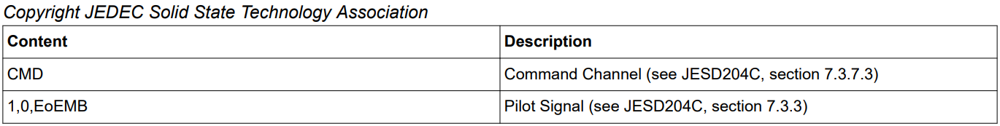 Copyright JEDEC Solid State Technology Association
Content Description
CMD Command Channel (see JESD204C, section 7.3.7.3)
1,0,EoEMB Pilot Signal (see JESD204C, section 7.3.3)